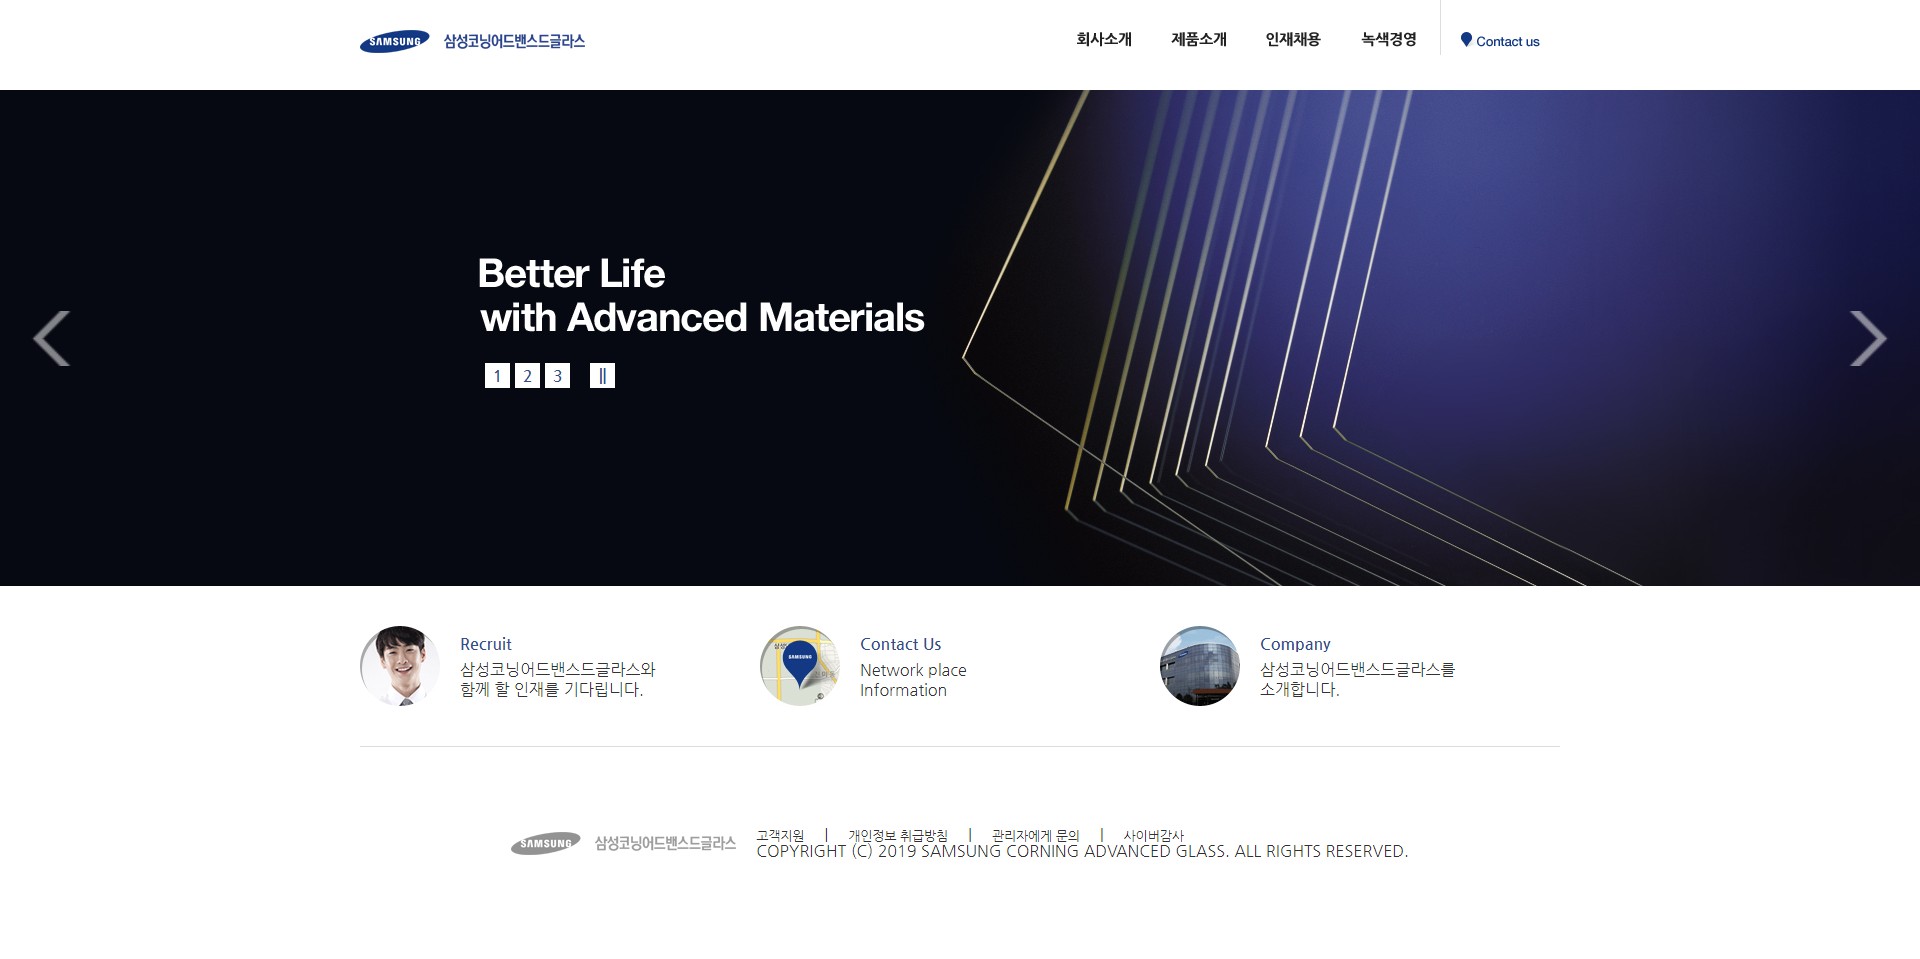 SAMSUNG 삼성코닝어드밴스드글라스
회사소개 제품소개 인재채용 녹색경영 Contact us
Better Life
with Advanced Materials
1 2 3 ||
Recruit
삼성코닝어드밴스드글라스와
함께 할 인재를 기다립니다.
SAMSUNG
Contact Us
Network place
Information
Company
삼성코닝어드밴스드글라스를
소개합니다.
SAMSUNG 삼성코닝어드밴스드글라스
고객지원 | 개인정보 취급방침 | 관리자에게 문의 | 사이버감사
COPYRIGHT (C) 2019 SAMSUNG CORNING ADVANCED GLASS. ALL RIGHTS RESERVED.